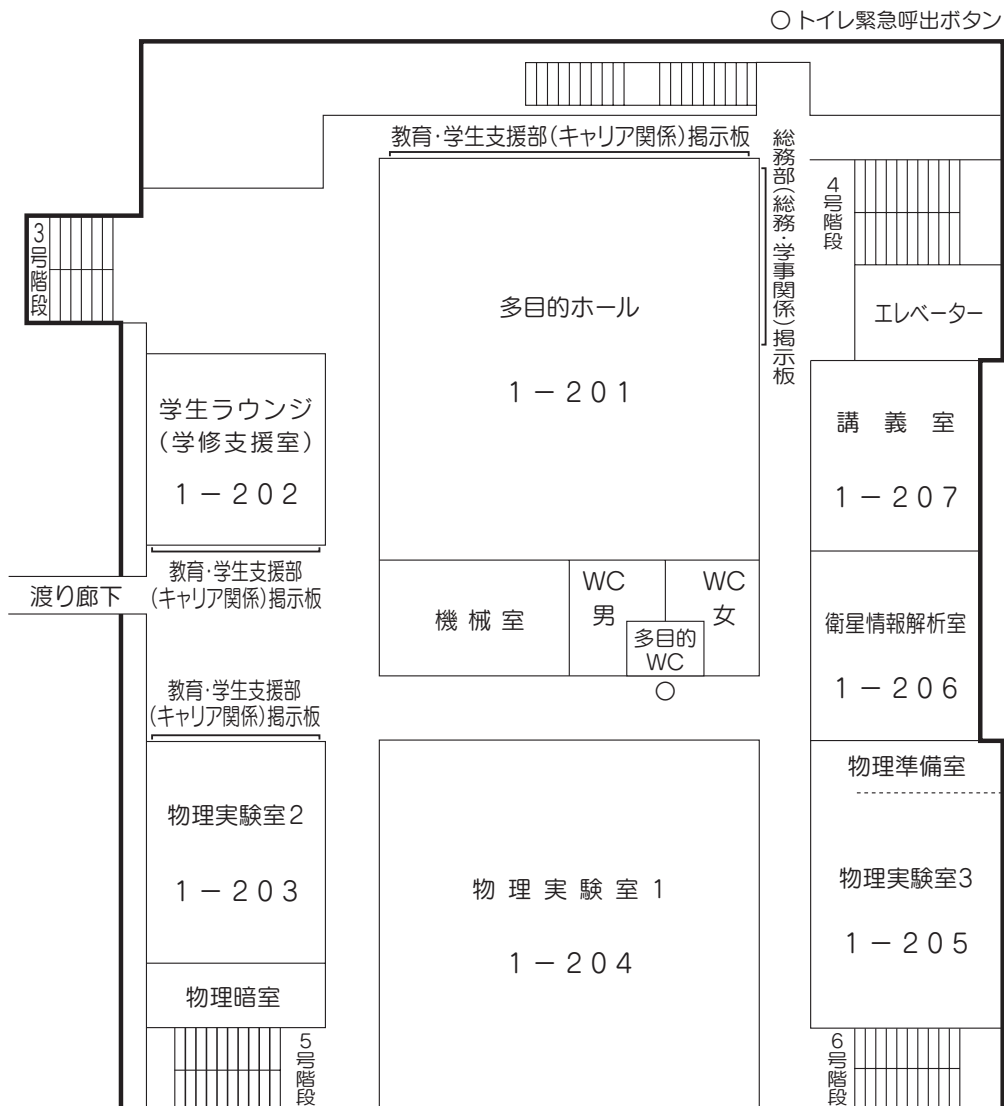 ○トイレ緊急呼出ボタン
教育・学生支援部(キャリア関係)掲示板
総務部(総務・学事関係)掲示板
4号階段
3号階段
多目的ホール
1－201
エレベーター
学生ラウンジ
(学修支援室)
1－202
講義室
1－207
教育・学生支援部
(キャリア関係)掲示板
渡り廊下
機械室
WC
男
WC
女
多目的
WC
○
衛星情報解析室
1－206
教育・学生支援部
(キャリア関係)掲示板
物理準備室
物理実験室2
1－203
物理実験室1
1－204
物理実験室3
1－205
物理暗室
5号階段
6号階段